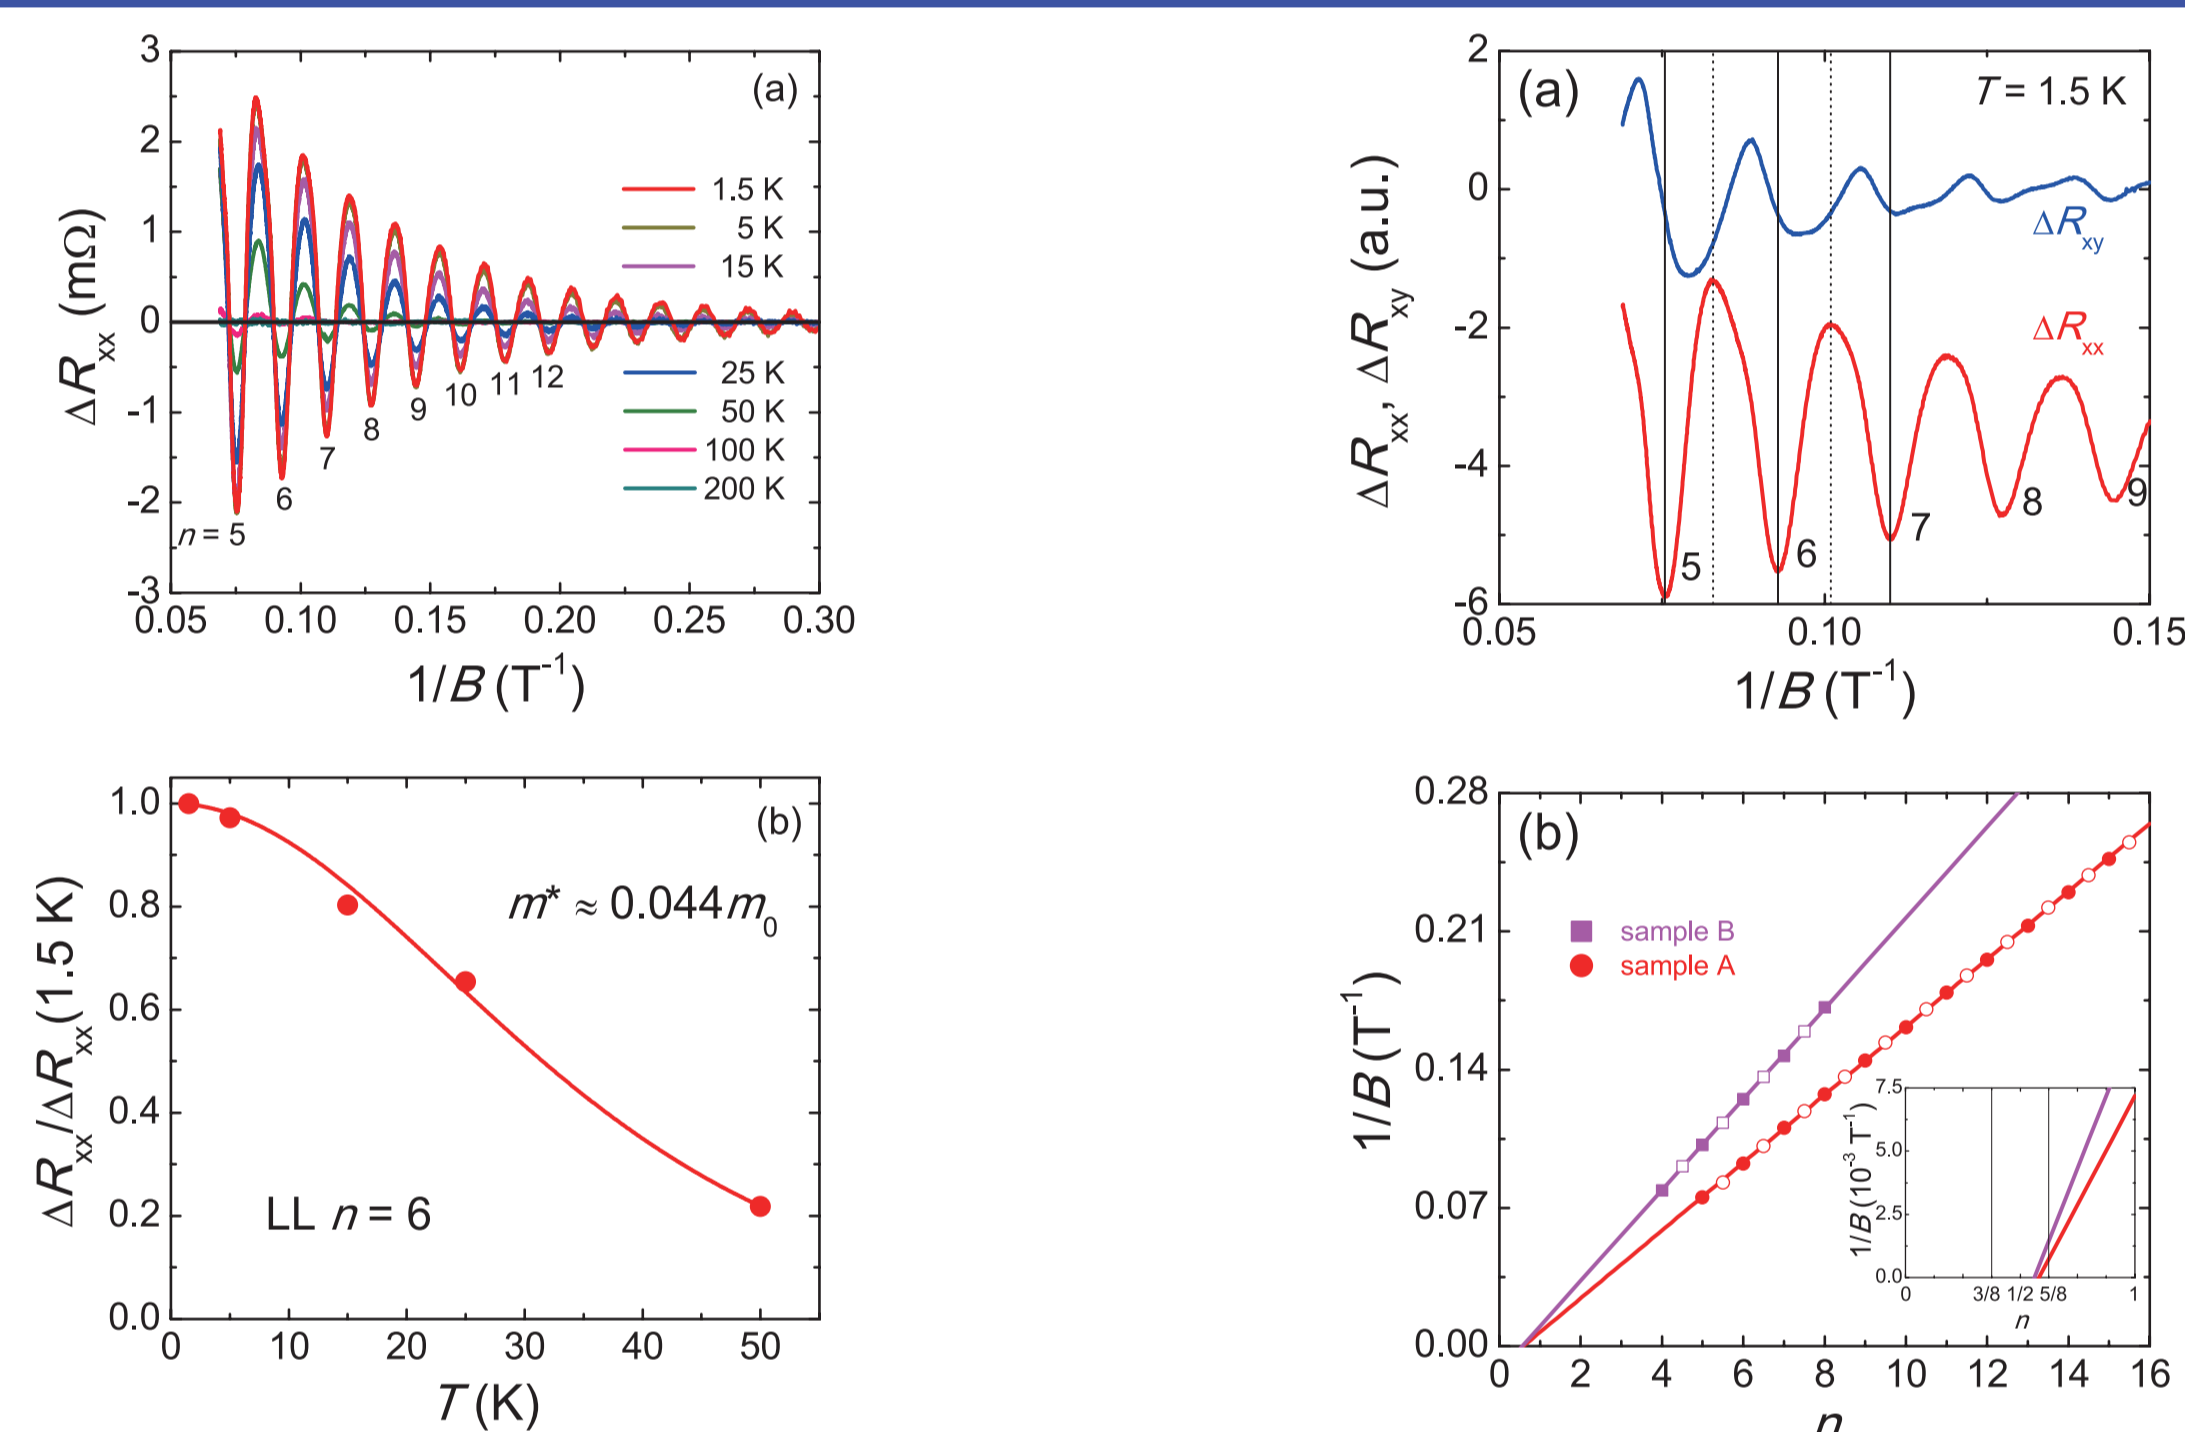 (a)
3
2
1
0
-1
-2
-3
ΔRxx (mΩ)
1.5 K
5 K
15 K
25 K
50 K
100 K
200 K
n = 5
6
7
8
9
10
11
12
0.05 0.10 0.15 0.20 0.25 0.30
1/B (T⁻¹)
(b)
1.0
0.8
0.6
0.4
0.2
0.0
ΔRxx/ΔRxx (1.5 K)
m* ≈ 0.044m₀
LL n = 6
0 10 20 30 40 50
T (K)
(a)
T = 1.5 K
2
0
-2
-4
-6
ΔRxx, ΔRxy (a.u.)
ΔRxy
ΔRxx
5
6
7
8
9
0.05 0.10 0.15
1/B (T⁻¹)
(b)
0.28
0.21
0.14
0.07
0.00
1/B (T⁻¹)
sample B
sample A
7.5
5.0
2.5
0.0
1/B (10⁻³ T⁻¹)
0 3/8 1/2 5/8 1
n
0 2 4 6 8 10 12 14 16
n